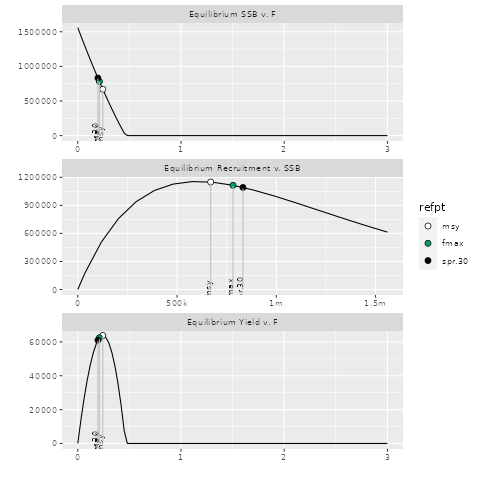 Equilibrium SSB v. F
1500000
1000000
500000
0
msy
0 1 2 3
Equilibrium Recruitment v. SSB
1200000
900000
600000
300000
0
msy
0 500k 1m 1.5m
refpt
msy
fmax
spr.30
Equilibrium Yield v. F
60000
40000
20000
0
msy
0 1 2 3